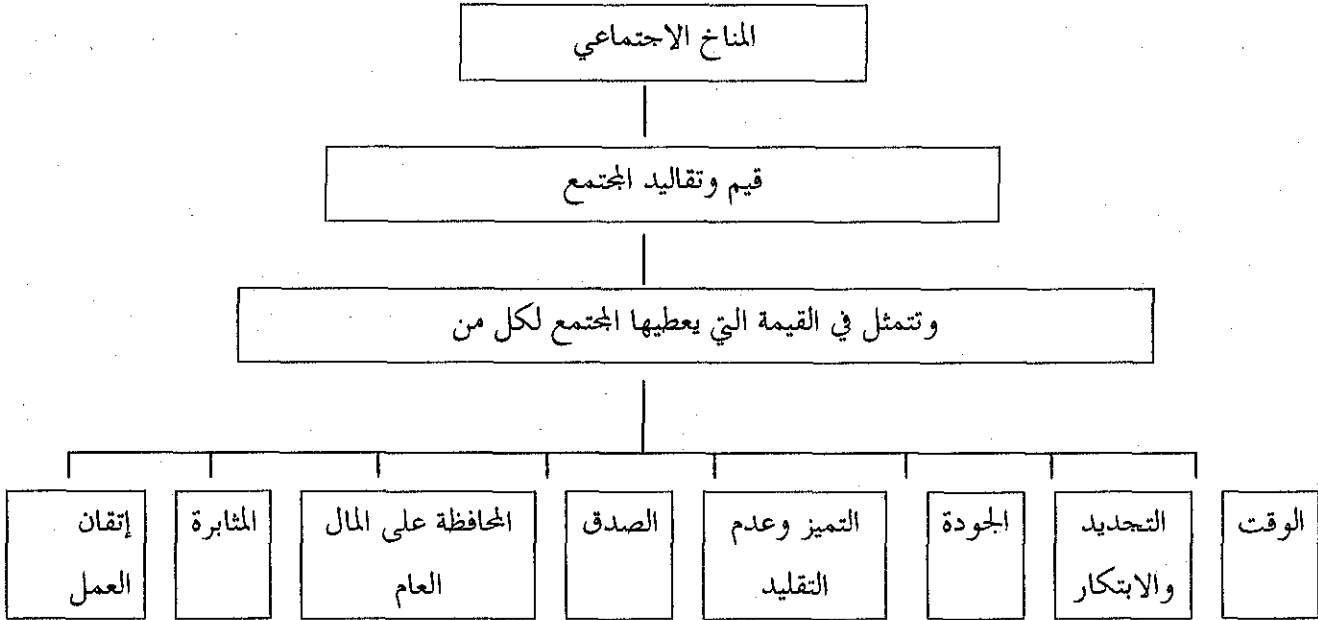 المناخ الاجتماعي
قيم وتقاليد المجتمع
وتتمثل في القيمة التي يعطيها المجتمع لكل من
الوقت
التجديد
والابتكار
الجودة
التميز وعدم
التقليد
الصدق
المحافظة على المال
العام
المثابرة
إتقان
العمل